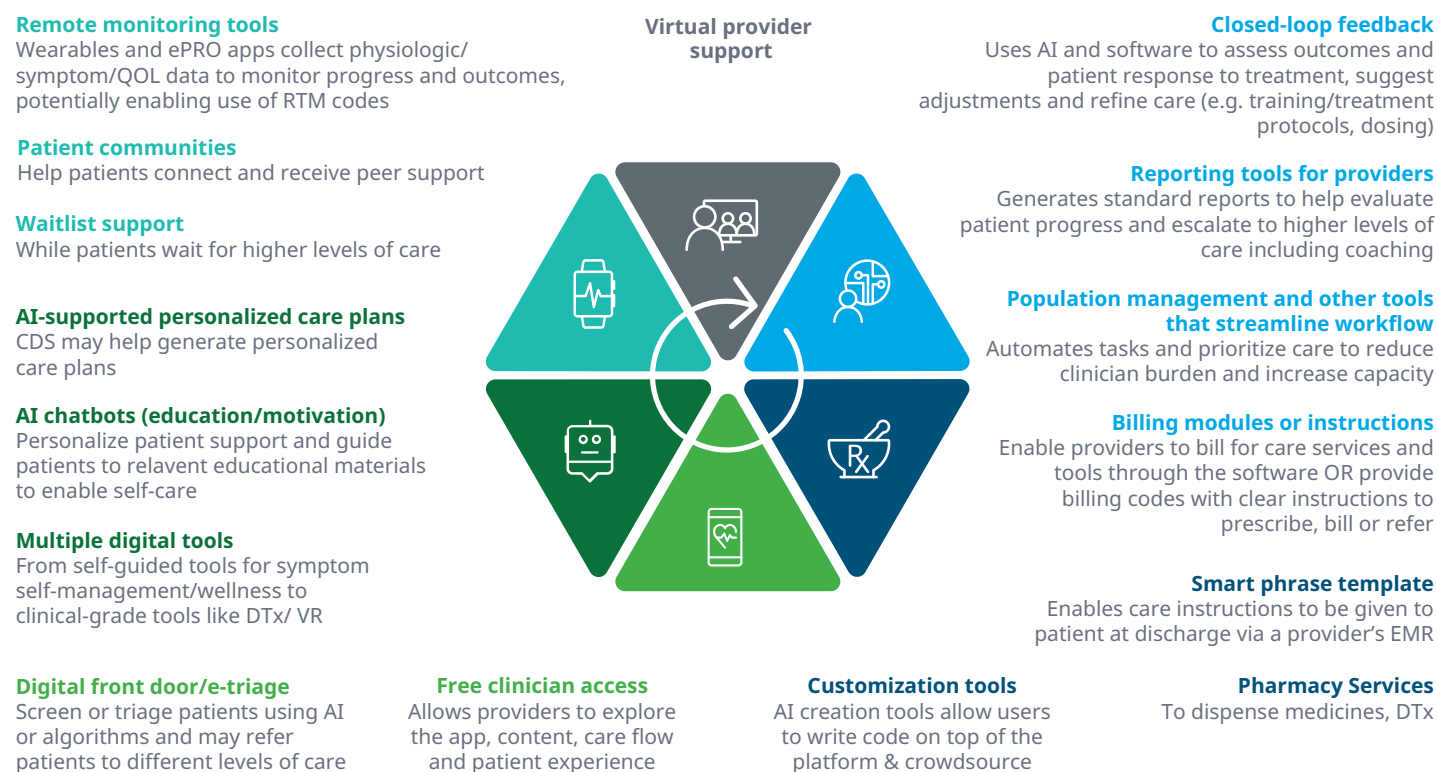 Remote monitoring tools
Wearables and ePRO apps collect physiologic/
symptom/QOL data to monitor progress and outcomes,
potentially enabling use of RTM codes
Patient communities
Help patients connect and receive peer support
Waitlist support
While patients wait for higher levels of care
AI-supported personalized care plans
CDS may help generate personalized
care plans
AI chatbots (education/motivation)
Personalize patient support and guide
patients to relavent educational materials
to enable self-care
Multiple digital tools
From self-guided tools for symptom
self-management/wellness to
clinical-grade tools like DTx/ VR
Virtual provider
support
Rx
Closed-loop feedback
Uses AI and software to assess outcomes and
patient response to treatment, suggest
adjustments and refine care (e.g. training/treatment
protocols, dosing)
Reporting tools for providers
Generates standard reports to help evaluate
patient progress and escalate to higher levels of
care including coaching
Population management and other tools
that streamline workflow
Automates tasks and prioritize care to reduce
clinician burden and increase capacity
Billing modules or instructions
Enable providers to bill for care services and
tools through the software OR provide
billing codes with clear instructions to
prescribe, bill or refer
Smart phrase template
Enables care instructions to be given to
patient at discharge via a provider’s EMR
Digital front door/e-triage
Screen or triage patients using AI
or algorithms and may refer
patients to different levels of care
Free clinician access
Allows providers to explore
the app, content, care flow
and patient experience
Customization tools
AI creation tools allow users
to write code on top of the
platform & crowdsource
Pharmacy Services
To dispense medicines, DTx